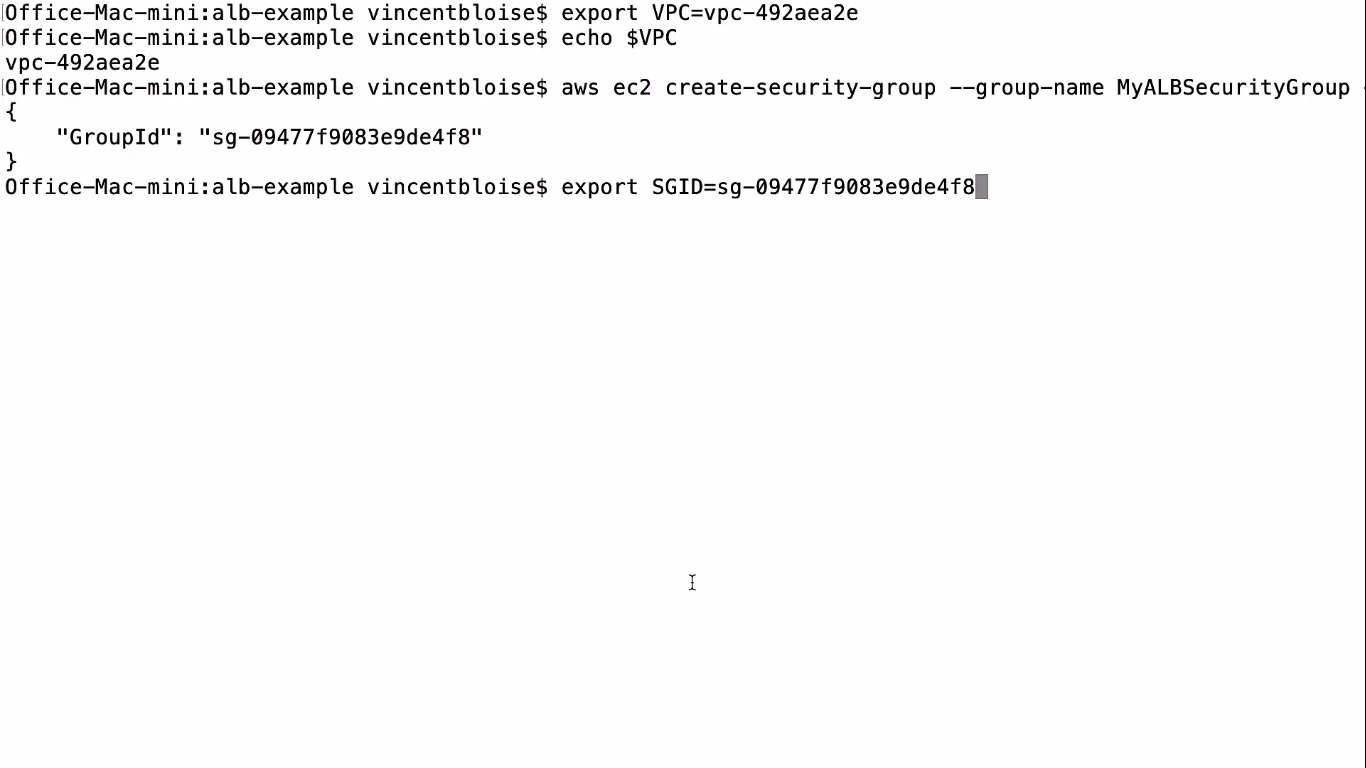 Office-Mac-mini:alb-example vincentbloise$ export VPC=vpc-492aea2e
Office-Mac-mini:alb-example vincentbloise$ echo $VPC
vpc-492aea2e
Office-Mac-mini:alb-example vincentbloise$ aws ec2 create-security-group --group-name MyALBSecurityGroup
{
    "GroupId": "sg-09477f9083e9de4f8"
}
Office-Mac-mini:alb-example vincentbloise$ export SGID=sg-09477f9083e9de4f8